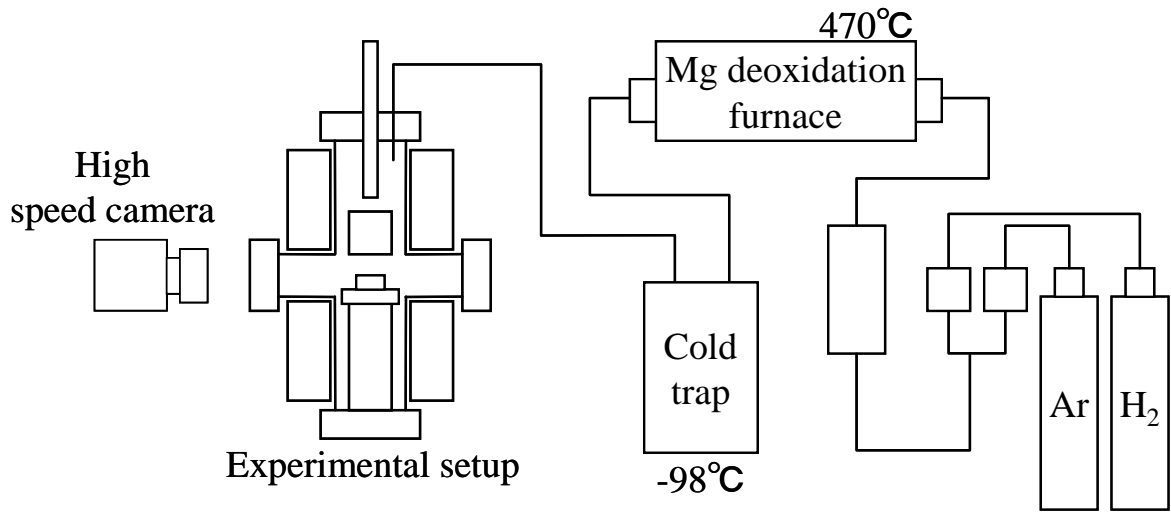 470℃
Mg deoxidation
furnace
High
speed camera
Cold
trap
Ar
H₂
Experimental setup
-98℃